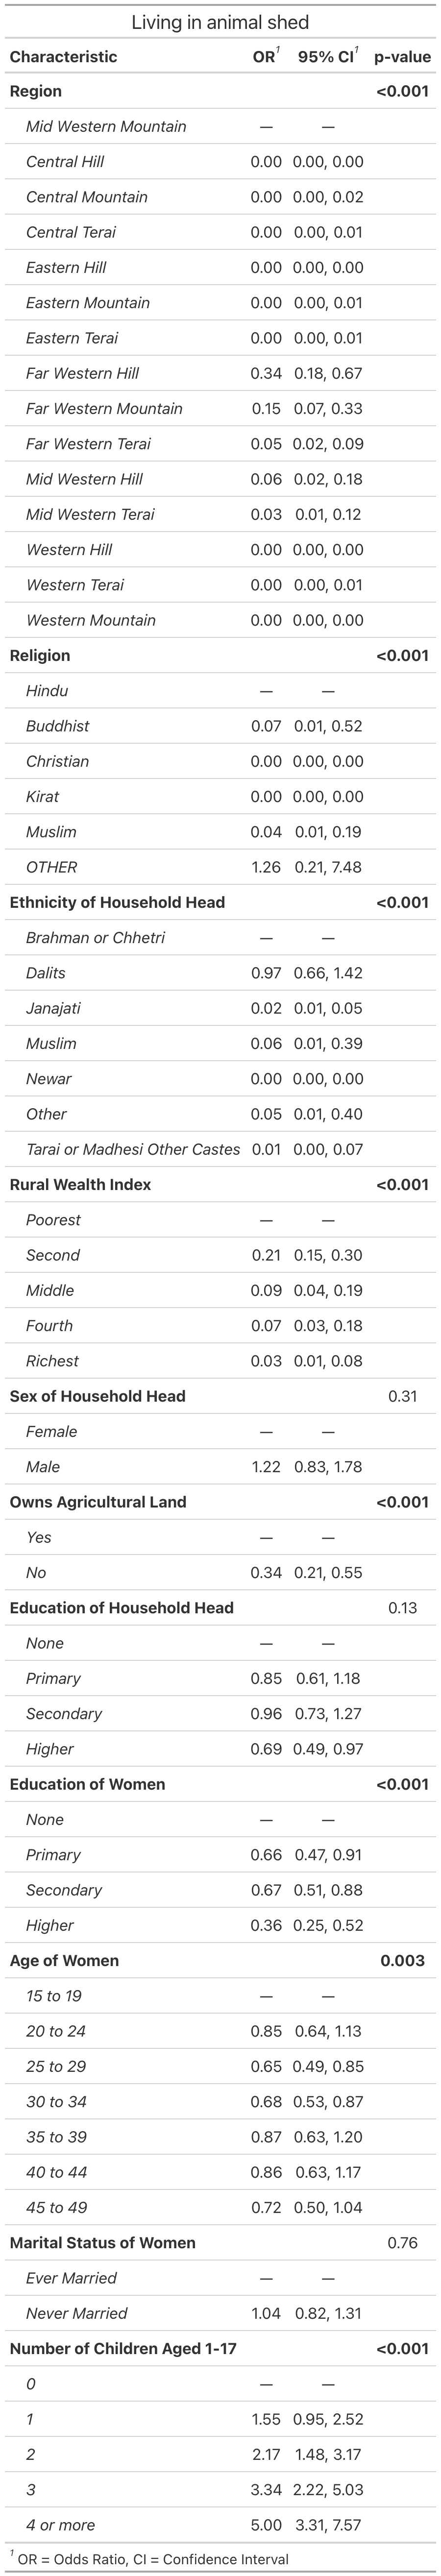 Living in animal shed
Characteristic OR1 95% CI1 p-value
Region <0.001
Mid Western Mountain — —
Central Hill 0.00 0.00, 0.00
Central Mountain 0.00 0.00, 0.02
Central Terai 0.00 0.00, 0.01
Eastern Hill 0.00 0.00, 0.00
Eastern Mountain 0.00 0.00, 0.01
Eastern Terai 0.00 0.00, 0.01
Far Western Hill 0.34 0.18, 0.67
Far Western Mountain 0.15 0.07, 0.33
Far Western Terai 0.05 0.02, 0.09
Mid Western Hill 0.06 0.02, 0.18
Mid Western Terai 0.03 0.01, 0.12
Western Hill 0.00 0.00, 0.00
Western Terai 0.00 0.00, 0.01
Western Mountain 0.00 0.00, 0.00
Religion <0.001
Hindu — —
Buddhist 0.07 0.01, 0.52
Christian 0.00 0.00, 0.00
Kirat 0.00 0.00, 0.00
Muslim 0.04 0.01, 0.19
OTHER 1.26 0.21, 7.48
Ethnicity of Household Head <0.001
Brahman or Chhetri — —
Dalits 0.97 0.66, 1.42
Janajati 0.02 0.01, 0.05
Muslim 0.06 0.01, 0.39
Newar 0.00 0.00, 0.00
Other 0.05 0.01, 0.40
Tarai or Madhesi Other Castes 0.01 0.00, 0.07
Rural Wealth Index <0.001
Poorest — —
Second 0.21 0.15, 0.30
Middle 0.09 0.04, 0.19
Fourth 0.07 0.03, 0.18
Richest 0.03 0.01, 0.08
Sex of Household Head 0.31
Female — —
Male 1.22 0.83, 1.78
Owns Agricultural Land <0.001
Yes — —
No 0.34 0.21, 0.55
Education of Household Head 0.13
None — —
Primary 0.85 0.61, 1.18
Secondary 0.96 0.73, 1.27
Higher 0.69 0.49, 0.97
Education of Women <0.001
None — —
Primary 0.66 0.47, 0.91
Secondary 0.67 0.51, 0.88
Higher 0.36 0.25, 0.52
Age of Women 0.003
15 to 19 — —
20 to 24 0.85 0.64, 1.13
25 to 29 0.65 0.49, 0.85
30 to 34 0.68 0.53, 0.87
35 to 39 0.87 0.63, 1.20
40 to 44 0.86 0.63, 1.17
45 to 49 0.72 0.50, 1.04
Marital Status of Women 0.76
Ever Married — —
Never Married 1.04 0.82, 1.31
Number of Children Aged 1-17 <0.001
0 — —
1 1.55 0.95, 2.52
2 2.17 1.48, 3.17
3 3.34 2.22, 5.03
4 or more 5.00 3.31, 7.57
1 OR = Odds Ratio, CI = Confidence Interval